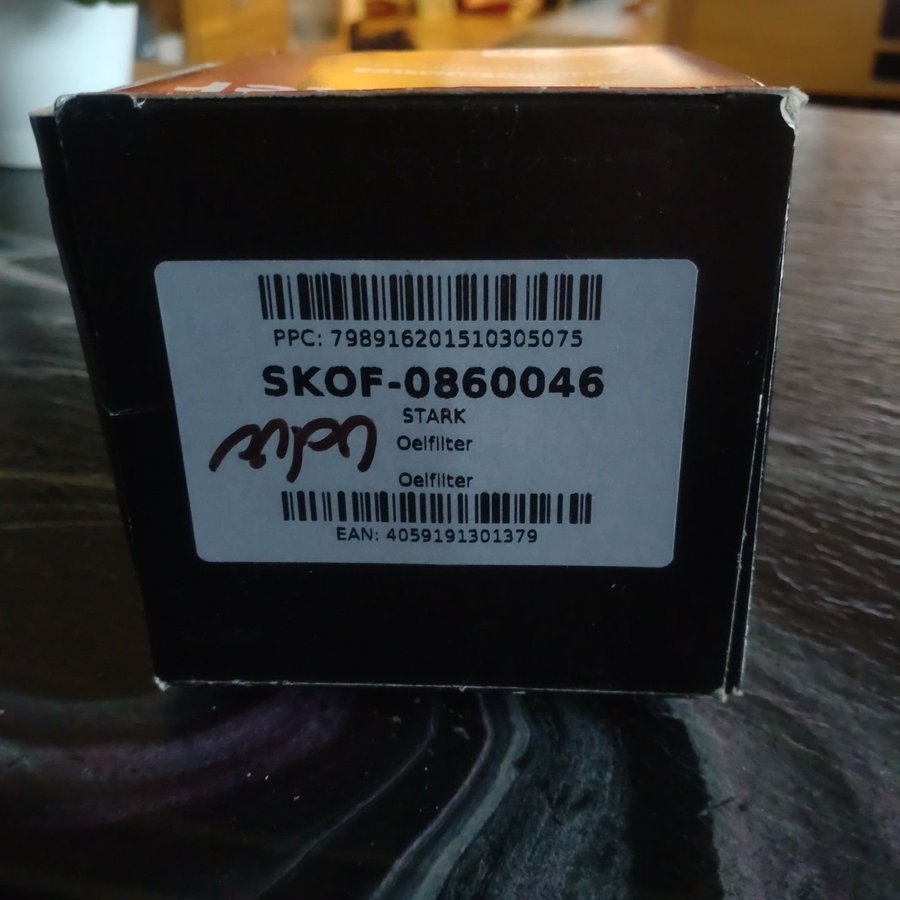 PPC: 798916201510305075
SKOF-0860046
STARK
Oelfilter
Oelfilter
EAN: 4059191301379